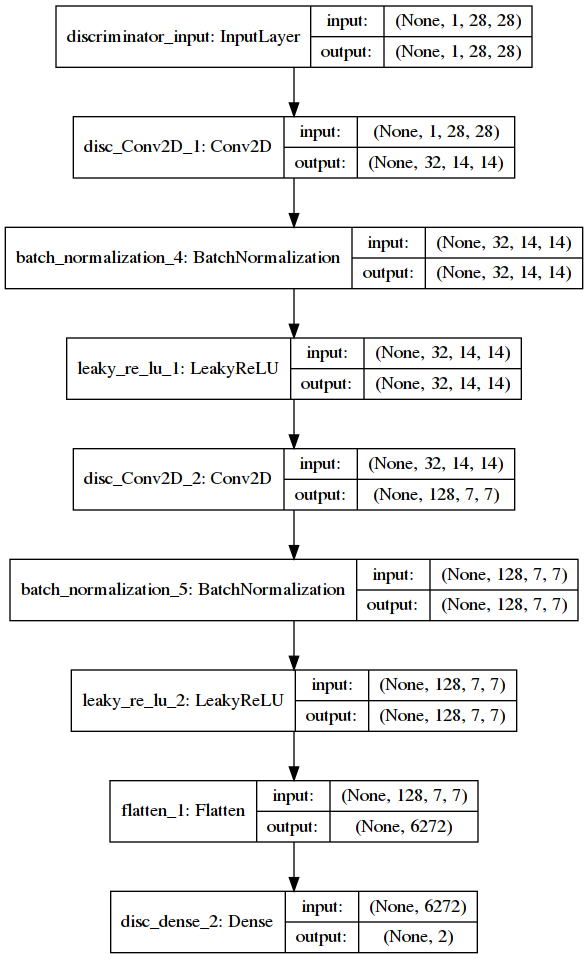 discriminator_input: InputLayer
input: (None, 1, 28, 28)
output: (None, 1, 28, 28)
disc_Conv2D_1: Conv2D
input: (None, 1, 28, 28)
output: (None, 32, 14, 14)
batch_normalization_4: BatchNormalization
input: (None, 32, 14, 14)
output: (None, 32, 14, 14)
leaky_re_lu_1: LeakyReLU
input: (None, 32, 14, 14)
output: (None, 32, 14, 14)
disc_Conv2D_2: Conv2D
input: (None, 32, 14, 14)
output: (None, 128, 7, 7)
batch_normalization_5: BatchNormalization
input: (None, 128, 7, 7)
output: (None, 128, 7, 7)
leaky_re_lu_2: LeakyReLU
input: (None, 128, 7, 7)
output: (None, 128, 7, 7)
flatten_1: Flatten
input: (None, 128, 7, 7)
output: (None, 6272)
disc_dense_2: Dense
input: (None, 6272)
output: (None, 2)